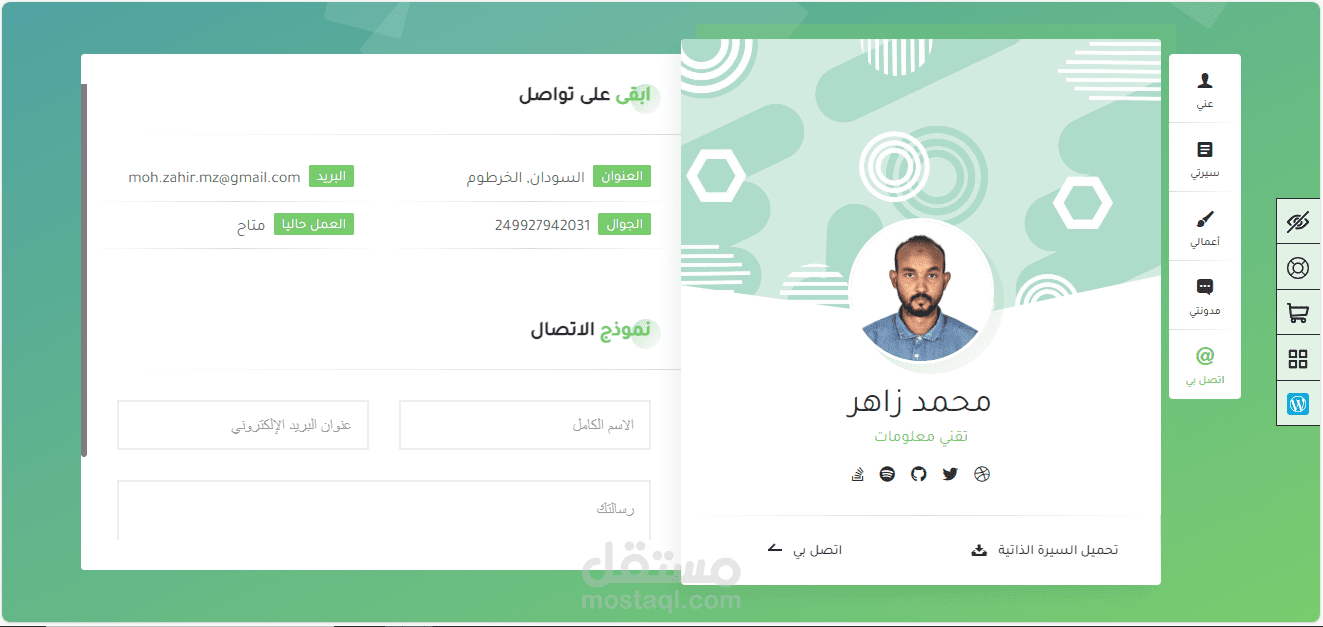 عني
سيرتي
أعمالي
مدونتي
@
اتصل بي
محمد زاهر
تقني معلومات
تحميل السيرة الذاتية
اتصل بي
ابقى على تواصل
العنوان السودان, الخرطوم
البريد moh.zahir.mz@gmail.com
الجوال 249927942031
العمل حاليا متاح
نموذج الاتصال
الاسم الكامل
عنوان البريد الإلكتروني
رسالتك
مستقل
mostaql.com